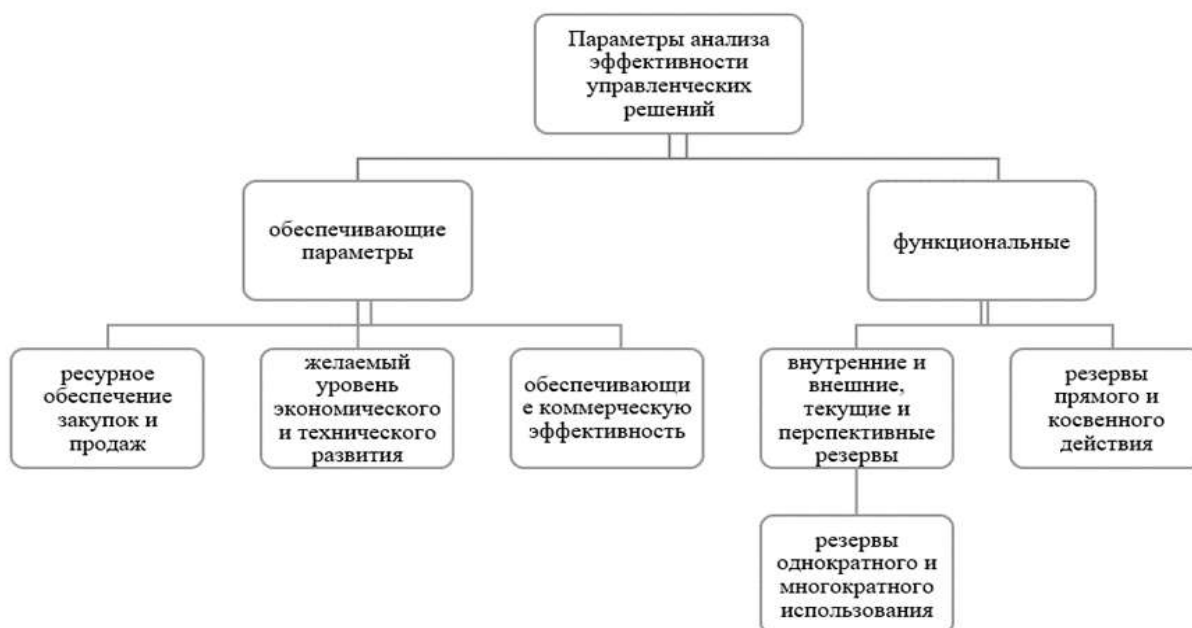 Параметры анализа
эффективности
управленческих
решений
обеспечивающие
параметры
функциональные
ресурное
обеспечение
закупок и
продаж
желаемый
уровень
экономического
и технического
развития
обеспечивающи
е коммерческую
эффективность
внутренние и
внешние,
текущие и
перспективные
резервы
резервы
прямого и
косвенного
действия
резервы
однократного и
многократного
использования